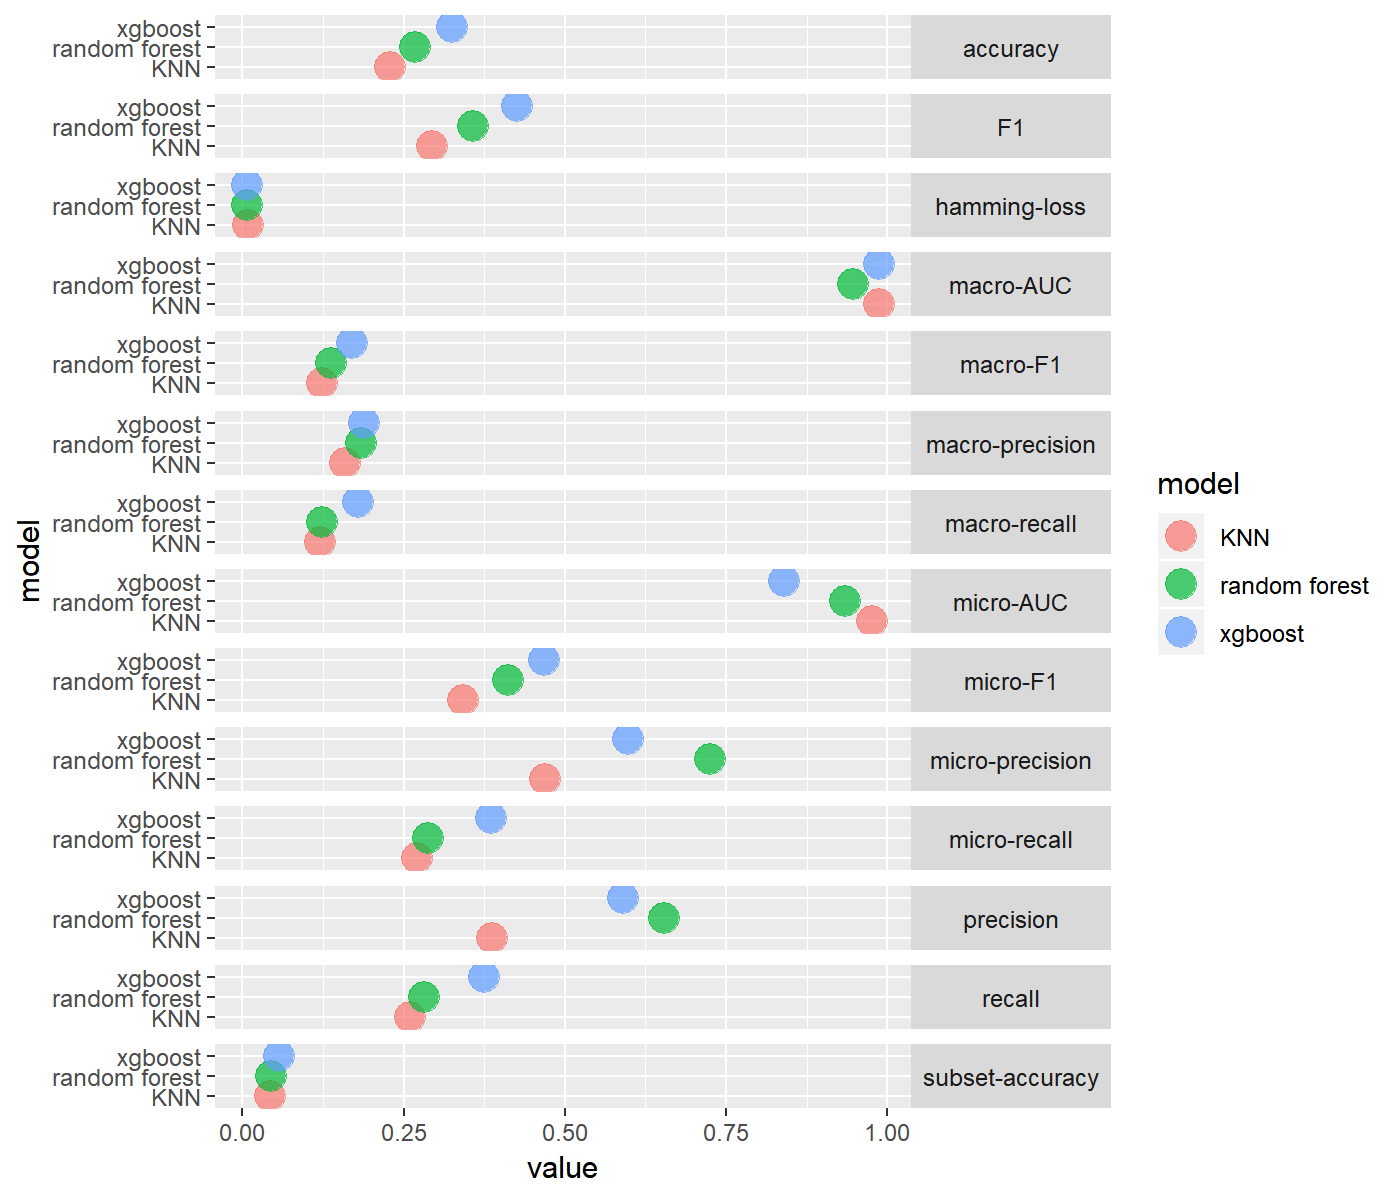 xgboost
random forest
KNN
accuracy
xgboost
random forest
KNN
F1
xgboost
random forest
KNN
hamming-loss
xgboost
random forest
KNN
macro-AUC
xgboost
random forest
KNN
macro-F1
xgboost
random forest
KNN
macro-precision
xgboost
random forest
KNN
macro-recall
xgboost
random forest
KNN
micro-AUC
xgboost
random forest
KNN
micro-F1
xgboost
random forest
KNN
micro-precision
xgboost
random forest
KNN
micro-recall
xgboost
random forest
KNN
precision
xgboost
random forest
KNN
recall
xgboost
random forest
KNN
subset-accuracy
0.00 0.25 0.50 0.75 1.00
value
model
model
KNN
random forest
xgboost